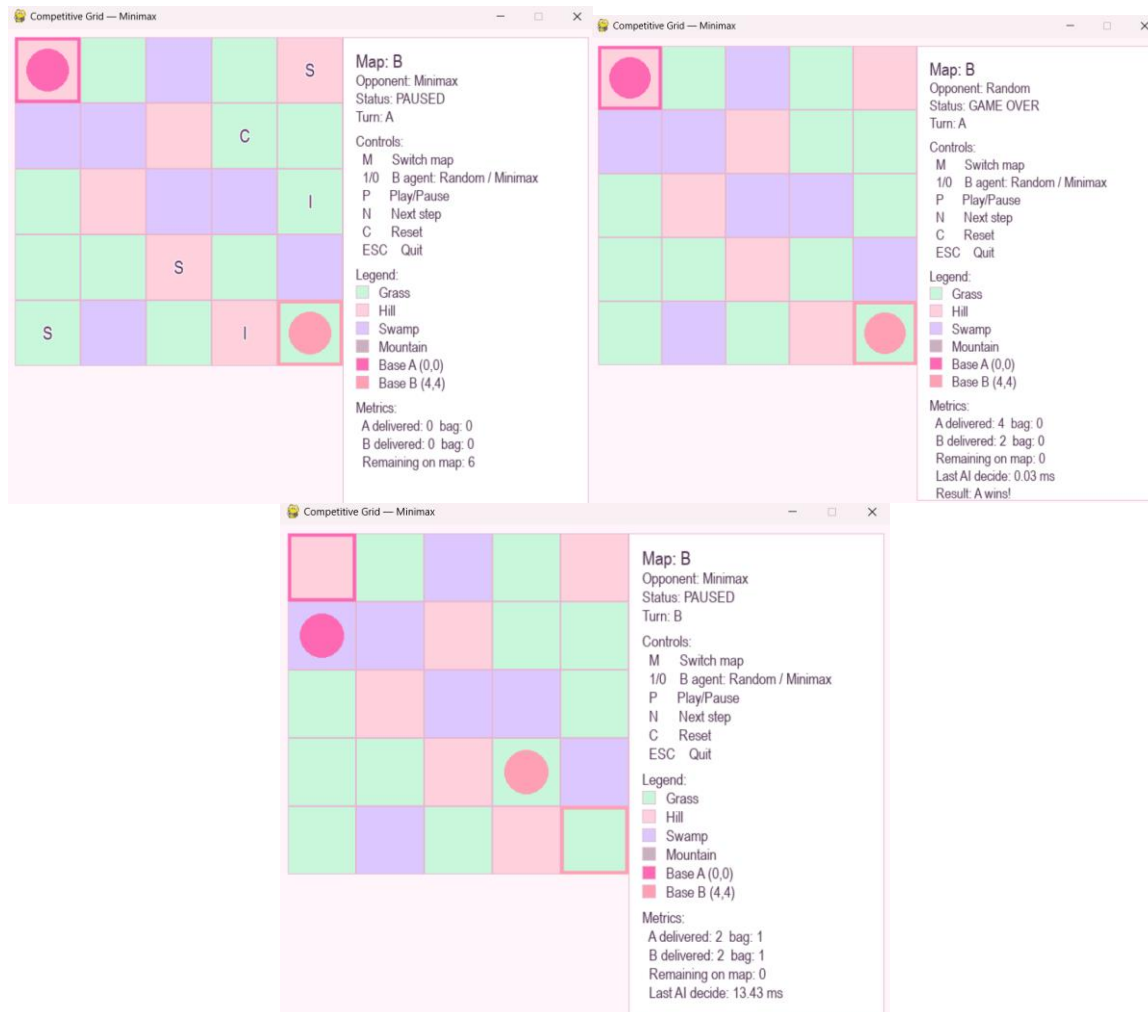 Competitive Grid — Minimax
S
C
I
S
S
I
Map: B
Opponent: Minimax
Status: PAUSED
Turn: A
Controls:
M Switch map
1/0 B agent: Random / Minimax
P Play/Pause
N Next step
C Reset
ESC Quit
Legend:
Grass
Hill
Swamp
Mountain
Base A (0,0)
Base B (4,4)
Metrics:
A delivered: 0 bag: 0
B delivered: 0 bag: 0
Remaining on map: 6
Competitive Grid — Minimax
Map: B
Opponent: Random
Status: GAME OVER
Turn: A
Controls:
M Switch map
1/0 B agent: Random / Minimax
P Play/Pause
N Next step
C Reset
ESC Quit
Legend:
Grass
Hill
Swamp
Mountain
Base A (0,0)
Base B (4,4)
Metrics:
A delivered: 4 bag: 0
B delivered: 2 bag: 0
Remaining on map: 0
Last AI decide: 0.03 ms
Result: A wins!
Competitive Grid — Minimax
Map: B
Opponent: Minimax
Status: PAUSED
Turn: B
Controls:
M Switch map
1/0 B agent: Random / Minimax
P Play/Pause
N Next step
C Reset
ESC Quit
Legend:
Grass
Hill
Swamp
Mountain
Base A (0,0)
Base B (4,4)
Metrics:
A delivered: 2 bag: 1
B delivered: 2 bag: 1
Remaining on map: 0
Last AI decide: 13.43 ms